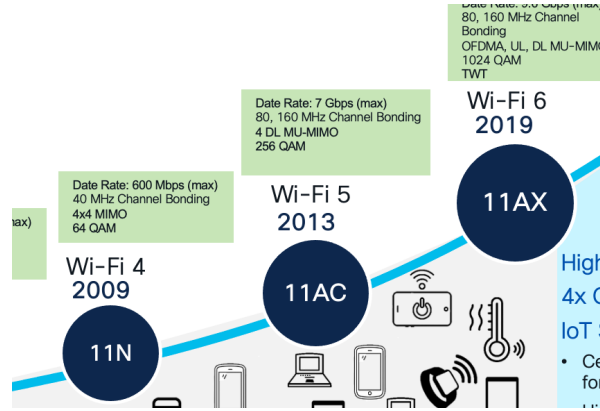 80, 160 MHz Channel
Bonding
OFDMA, UL, DL MU-MIMO
1024 QAM
TWT
Wi-Fi 6
2019
11AX
Date Rate: 7 Gbps (max)
80, 160 MHz Channel Bonding
4 DL MU-MIMO
256 QAM
Wi-Fi 5
2013
11AC
Date Rate: 600 Mbps (max)
40 MHz Channel Bonding
4x4 MIMO
64 QAM
Wi-Fi 4
2009
11N
High
4x
IoT